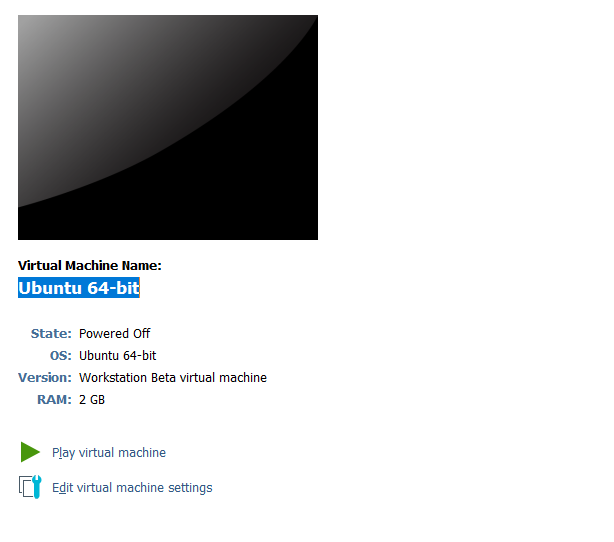 Virtual Machine Name:
Ubuntu 64-bit
State: Powered Off
OS: Ubuntu 64-bit
Version: Workstation Beta virtual machine
RAM: 2 GB
Play virtual machine
Edit virtual machine settings